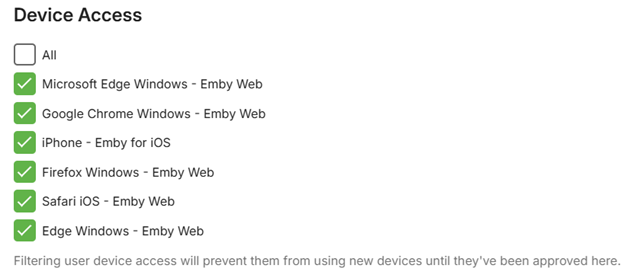 Device Access
All
Microsoft Edge Windows - Emby Web
Google Chrome Windows - Emby Web
iPhone - Emby for iOS
Firefox Windows - Emby Web
Safari iOS - Emby Web
Edge Windows - Emby Web
Filtering user device access will prevent them from using new devices until they've been approved here.